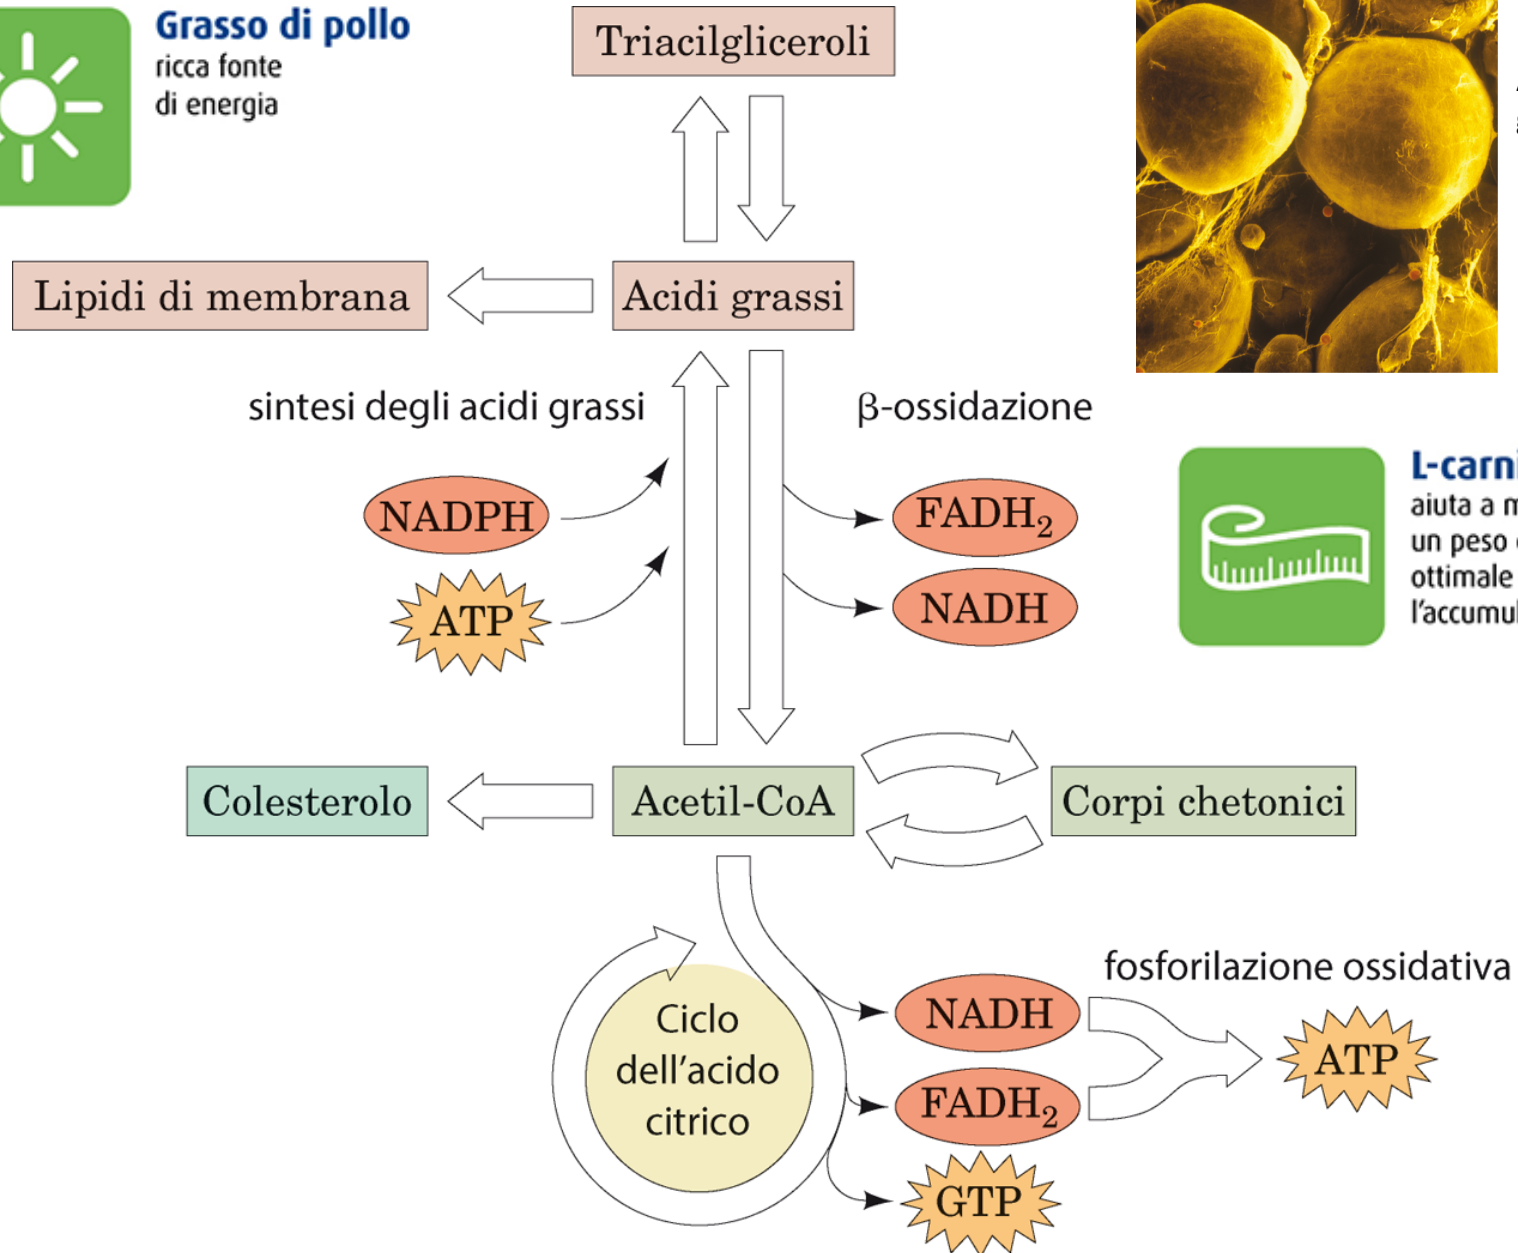 Grasso di pollo
ricca fonte
di energia
Triacilgliceroli
Lipidi di membrana
Acidi grassi
sintesi degli acidi grassi
β-ossidazione
NADPH
ATP
FADH₂
NADH
aiuta a
un peso
ottimale
Colesterolo
Acetil-CoA
Corpi chetonici
Ciclo
dell’acido
citrico
fosforilazione ossidativa
NADH
FADH₂
GTP
ATP